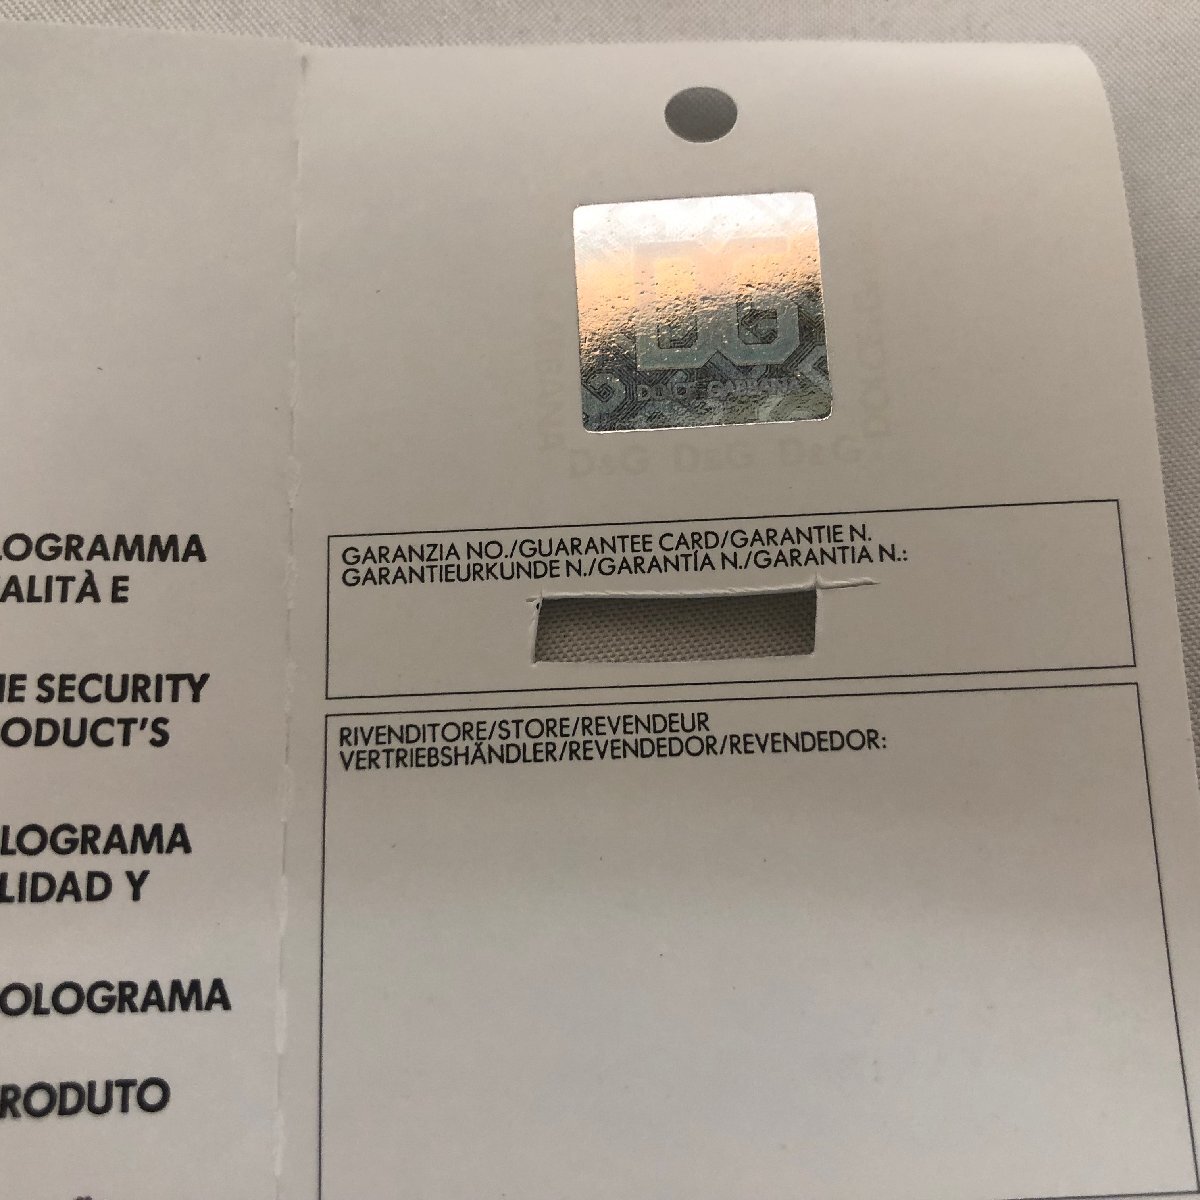 LOGRAMMA
ALITÀ E
IE SECURITY
ODUCT'S
LOGRAMA
LIDAD Y
OLOGRAMA
RODUTO
DG
DOLCE GABBANA
D&G D&G D&G
GARANZIA NO./GUARANTEE CARD/GARANTIE N.
GARANTIEURKUNDE N./GARANTÍA N./GARANTIA N.:
RIVENDITORE/STORE/REVENDEUR
VERTRIEBSHÄNDLER/REVENDEDOR/REVENDEDOR: